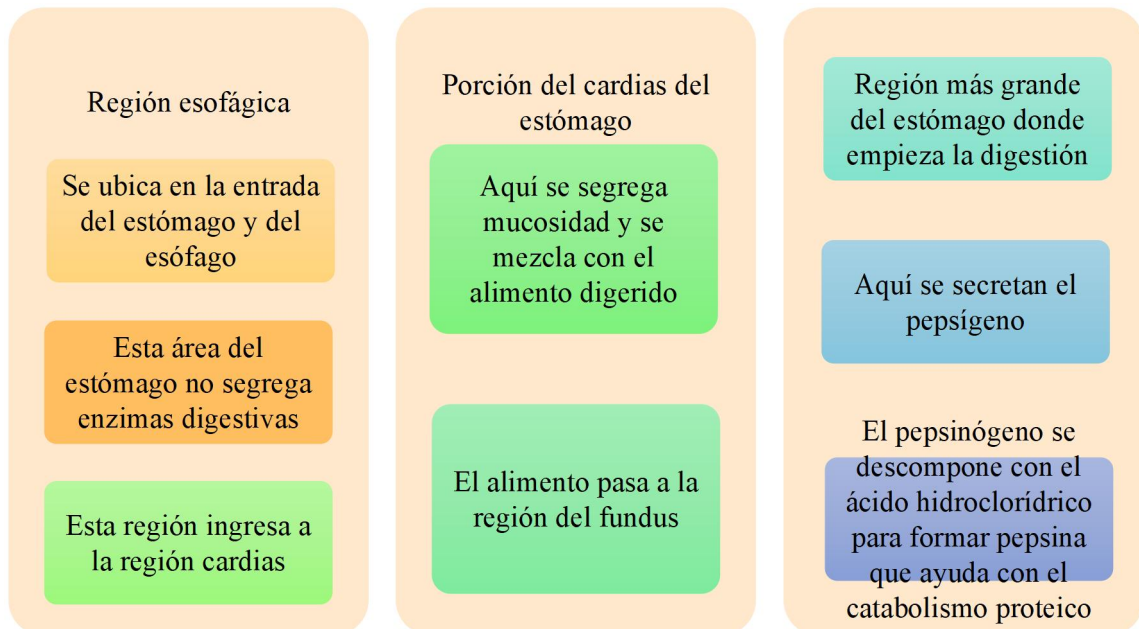 Región esofágica
Se ubica en la entrada
del estómago y del
esófago
Esta área del
estómago no segrega
enzimas digestivas
Esta región ingresa a
la región cardias
Porción del cardias del
estómago
Aquí se segrega
mucosidad y se
mezcla con el
alimento digerido
El alimento pasa a la
región del fundus
Región más grande
del estómago donde
empieza la digestión
Aquí se secretan el
pepsígeno
El pepsinógeno se
descompone con el
ácido hidroclorídrico
para formar pepsina
que ayuda con el
catabolismo proteico